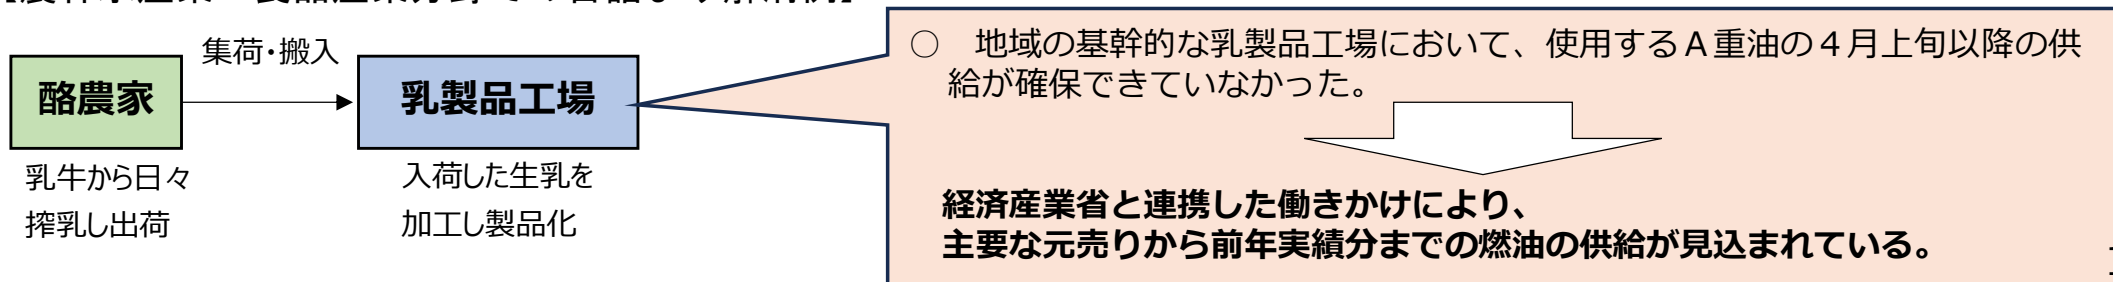 集荷・搬入
酪農家
乳製品工場
乳牛から日々
搾乳し出荷
入荷した生乳を
加工し製品化
○ 地域の基幹的な乳製品工場において、使用するA重油の4月上旬以降の供
給が確保できていなかった。
経済産業省と連携した働きかけにより、
主要な元売りから前年実績分までの燃油の供給が見込まれている。